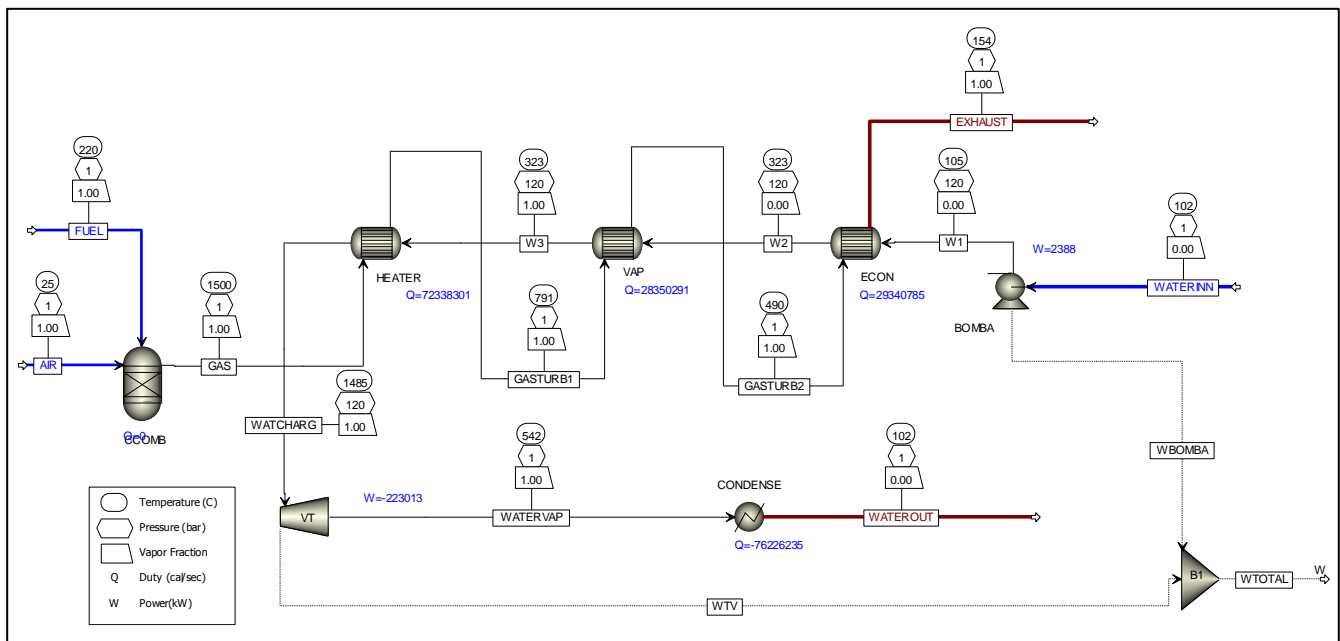 154
1
1.00
EXHAUST
220
1
1.00
FUEL
323
120
1.00
W3
323
120
0.00
W2
105
120
0.00
W1
102
1
0.00
WATERINN
W=2388
HEATER
Q=72338301
VAP
Q=28350291
ECON
Q=29340785
BOMBA
25
1
1.00
AIR
1500
1
1.00
GAS
791
1
1.00
GASTURB1
490
1
1.00
GASTURB2
Q=0
CCOMB
1485
120
1.00
WATCHARG
WBOMBA
542
1
1.00
WATERVAP
102
1
0.00
WATEROUT
CONDENSE
Q=-76226235
W=-223013
VT
Temperature (C)
Pressure (bar)
Vapor Fraction
Q Duty (cal/sec)
W Power(kW)
WTV
B1
WTOTAL
W